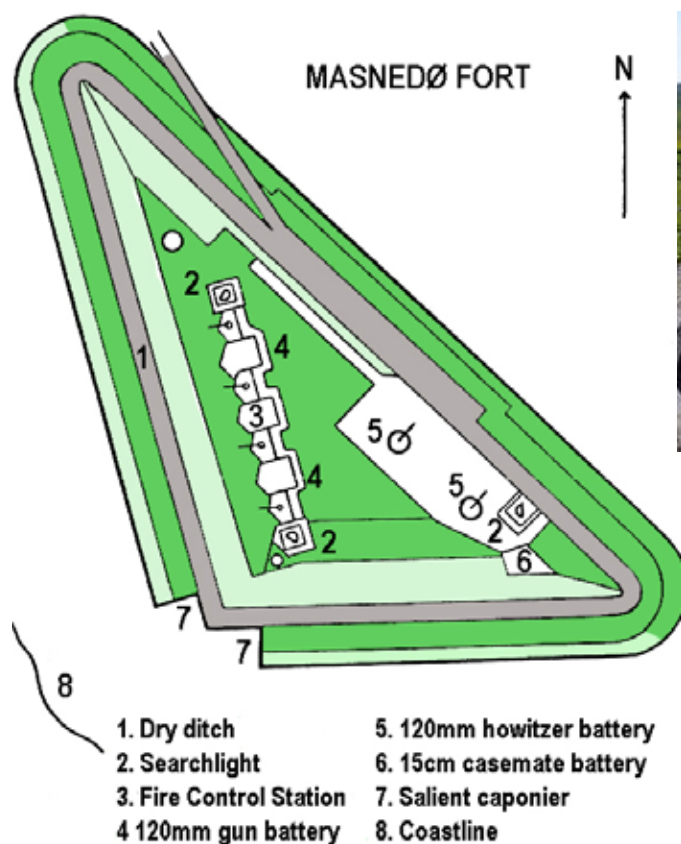 MASNEDØ FORT
N
2
4
1
3
5
4
5
2
2
6
7
7
8
1. Dry ditch
2. Searchlight
3. Fire Control Station
4 120mm gun battery
5. 120mm howitzer battery
6. 15cm casemate battery
7. Salient caponier
8. Coastline